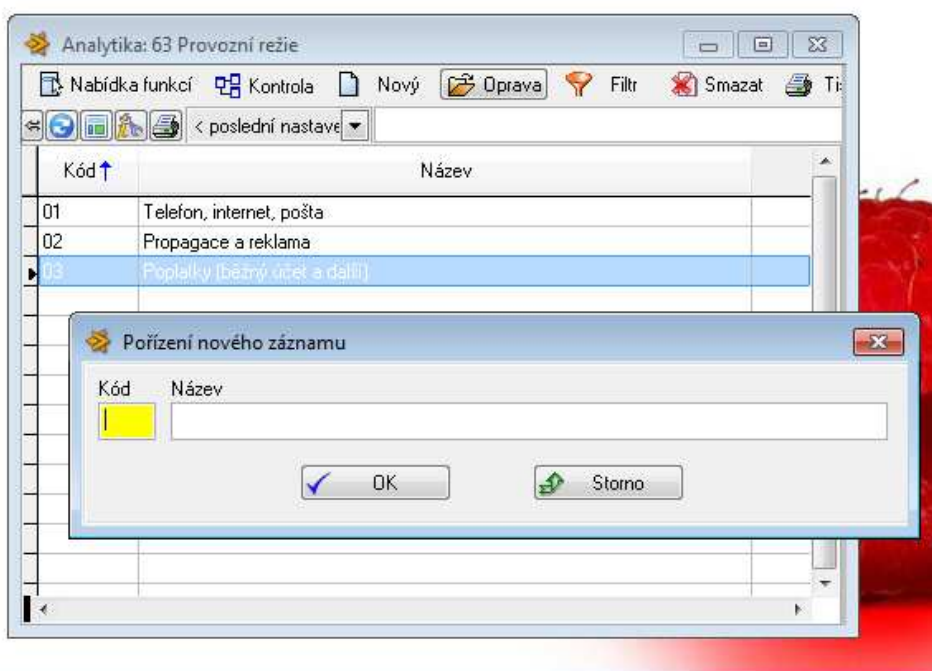 Analytika: 63 Provozní režie
Nabídka funkcí Kontrola Nový Oprava Filtr Smazat Ti
< poslední nastave
Kód Název
01 Telefon, internet, pošta
02 Propagace a reklama
03 Poplatky (běžný účet a další)
Pořízení nového záznamu
Kód Název
OK Storno